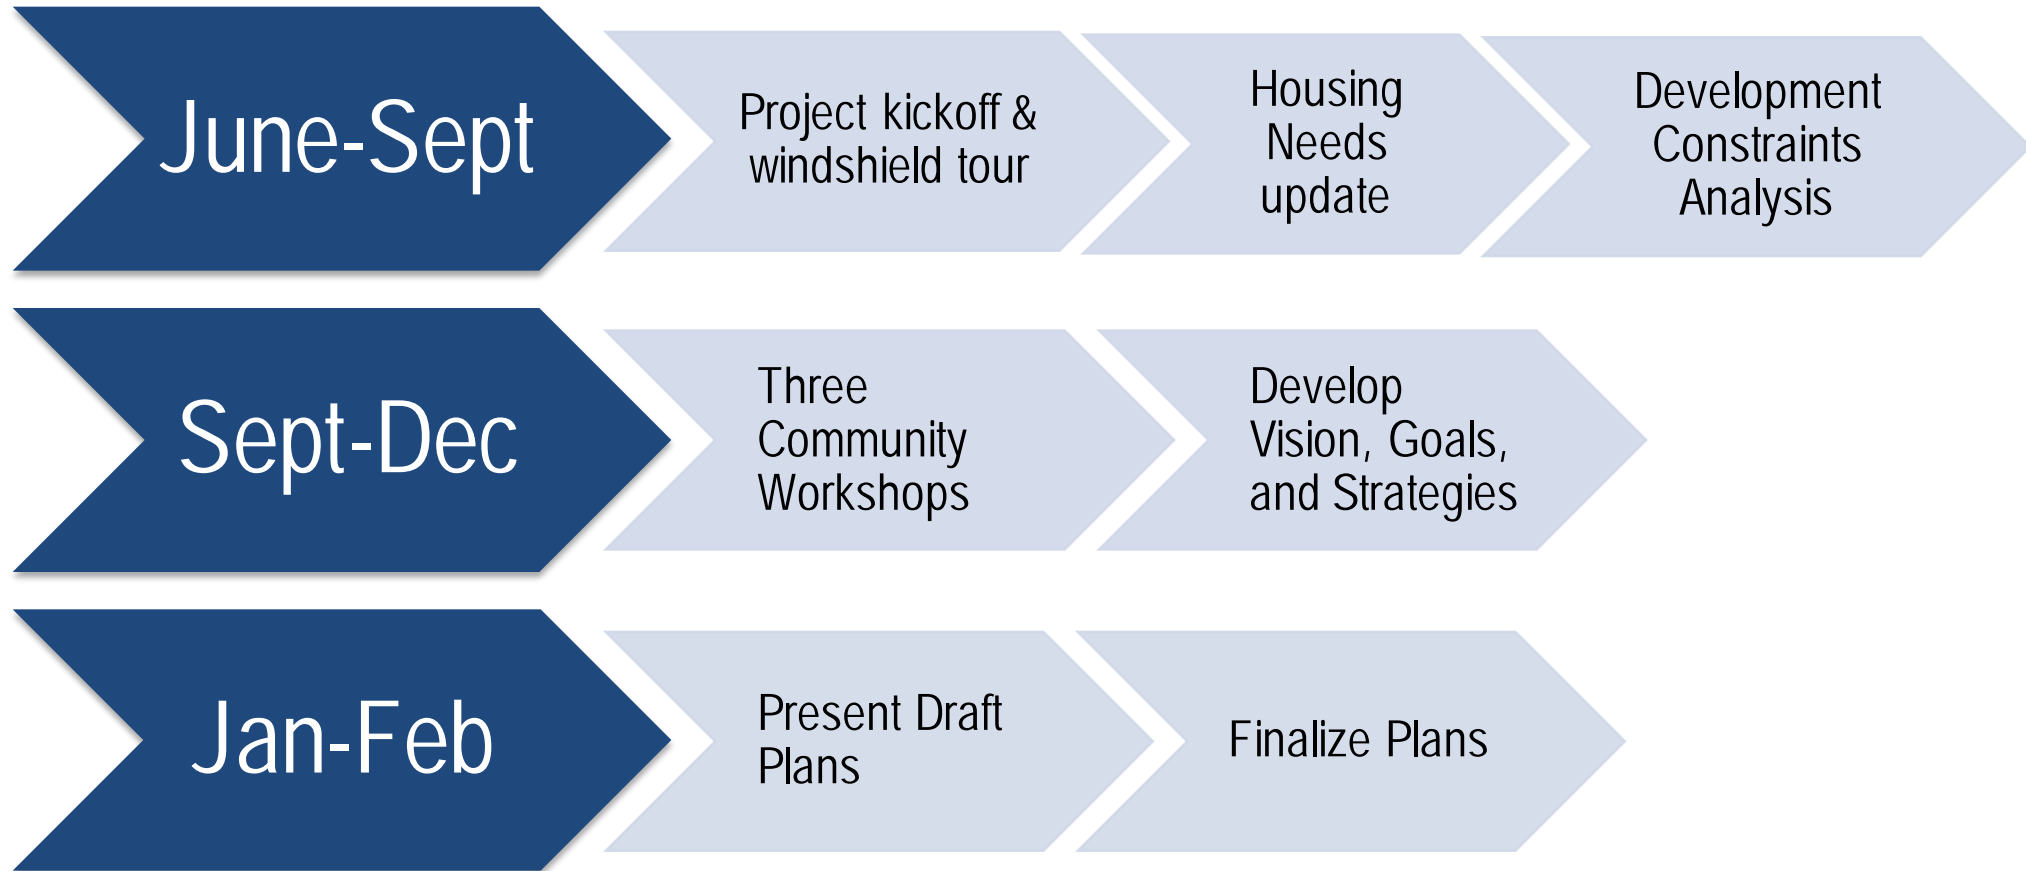 June-Sept
Project kickoff &
windshield tour
Housing
Needs
update
Development
Constraints
Analysis
Sept-Dec
Three
Community
Workshops
Develop
Vision, Goals,
and Strategies
Jan-Feb
Present Draft
Plans
Finalize Plans